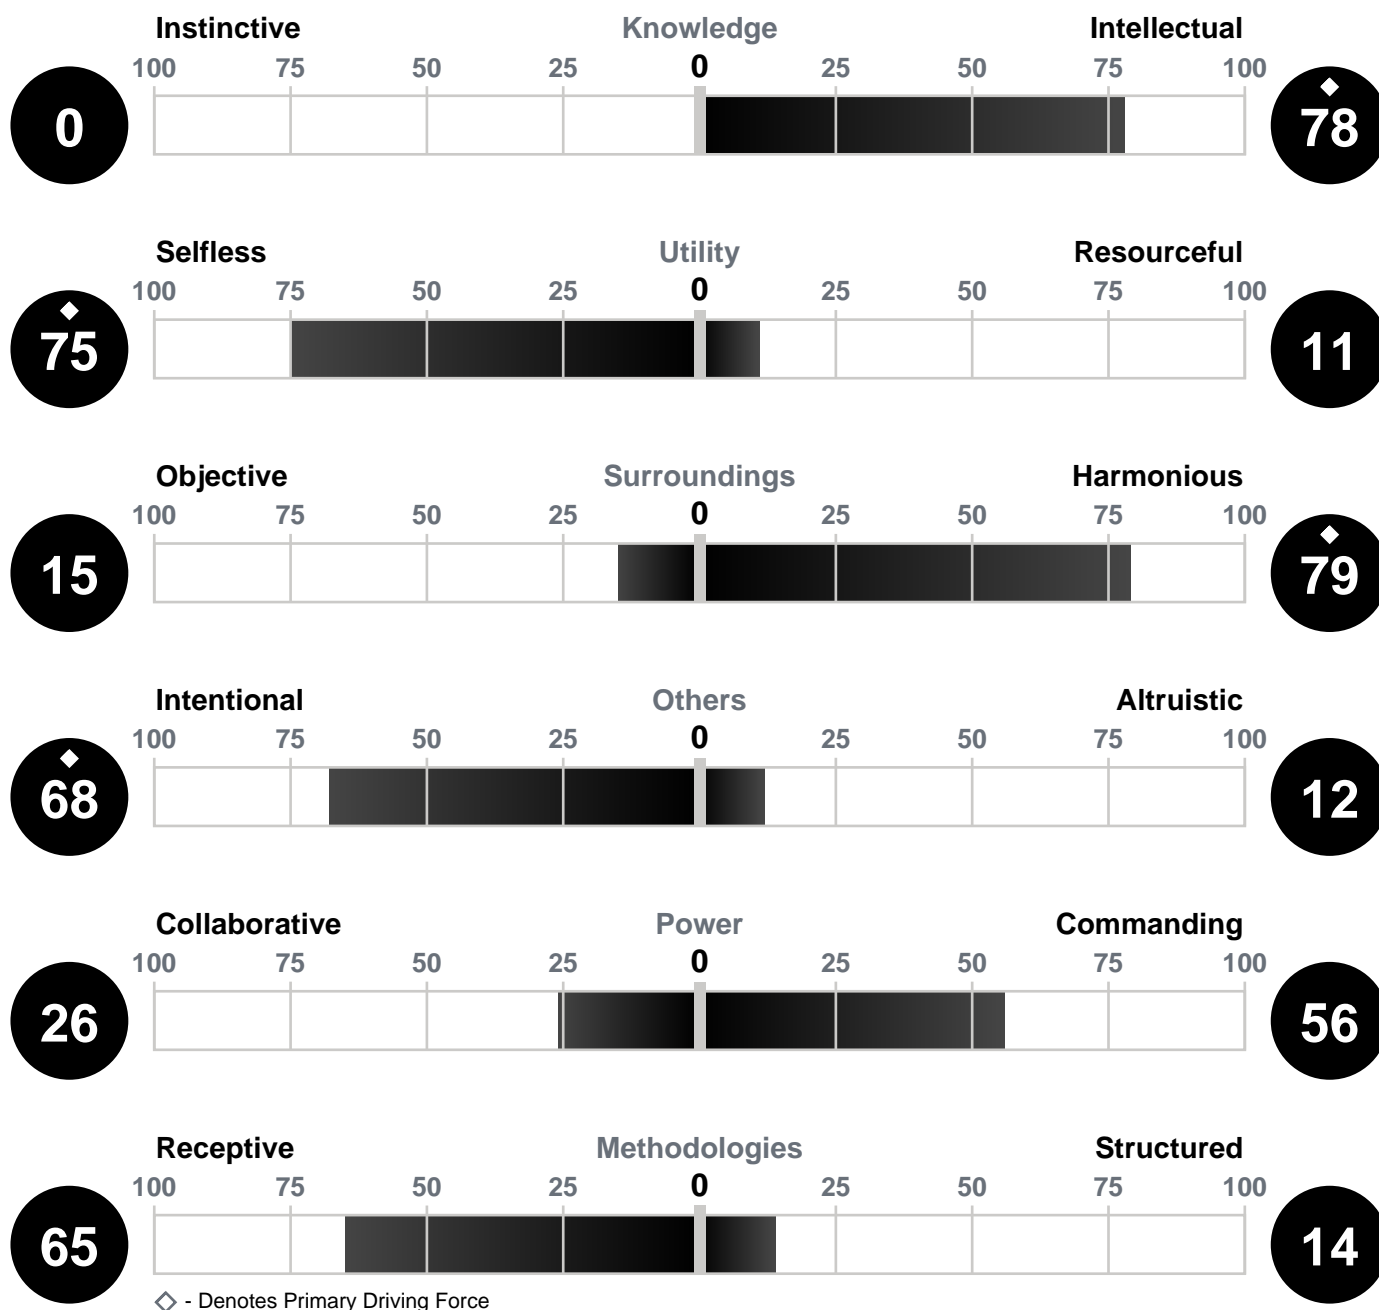 Instinctive Knowledge Intellectual
100 75 50 25 0 25 50 75 100
0 78
Selfless Utility Resourceful
100 75 50 25 0 25 50 75 100
75 11
Objective Surroundings Harmonious
100 75 50 25 0 25 50 75 100
15 79
Intentional Others Altruistic
100 75 50 25 0 25 50 75 100
68 12
Collaborative Power Commanding
100 75 50 25 0 25 50 75 100
26 56
Receptive Methodologies Structured
100 75 50 25 0 25 50 75 100
65 14
- Denotes Primary Driving Force